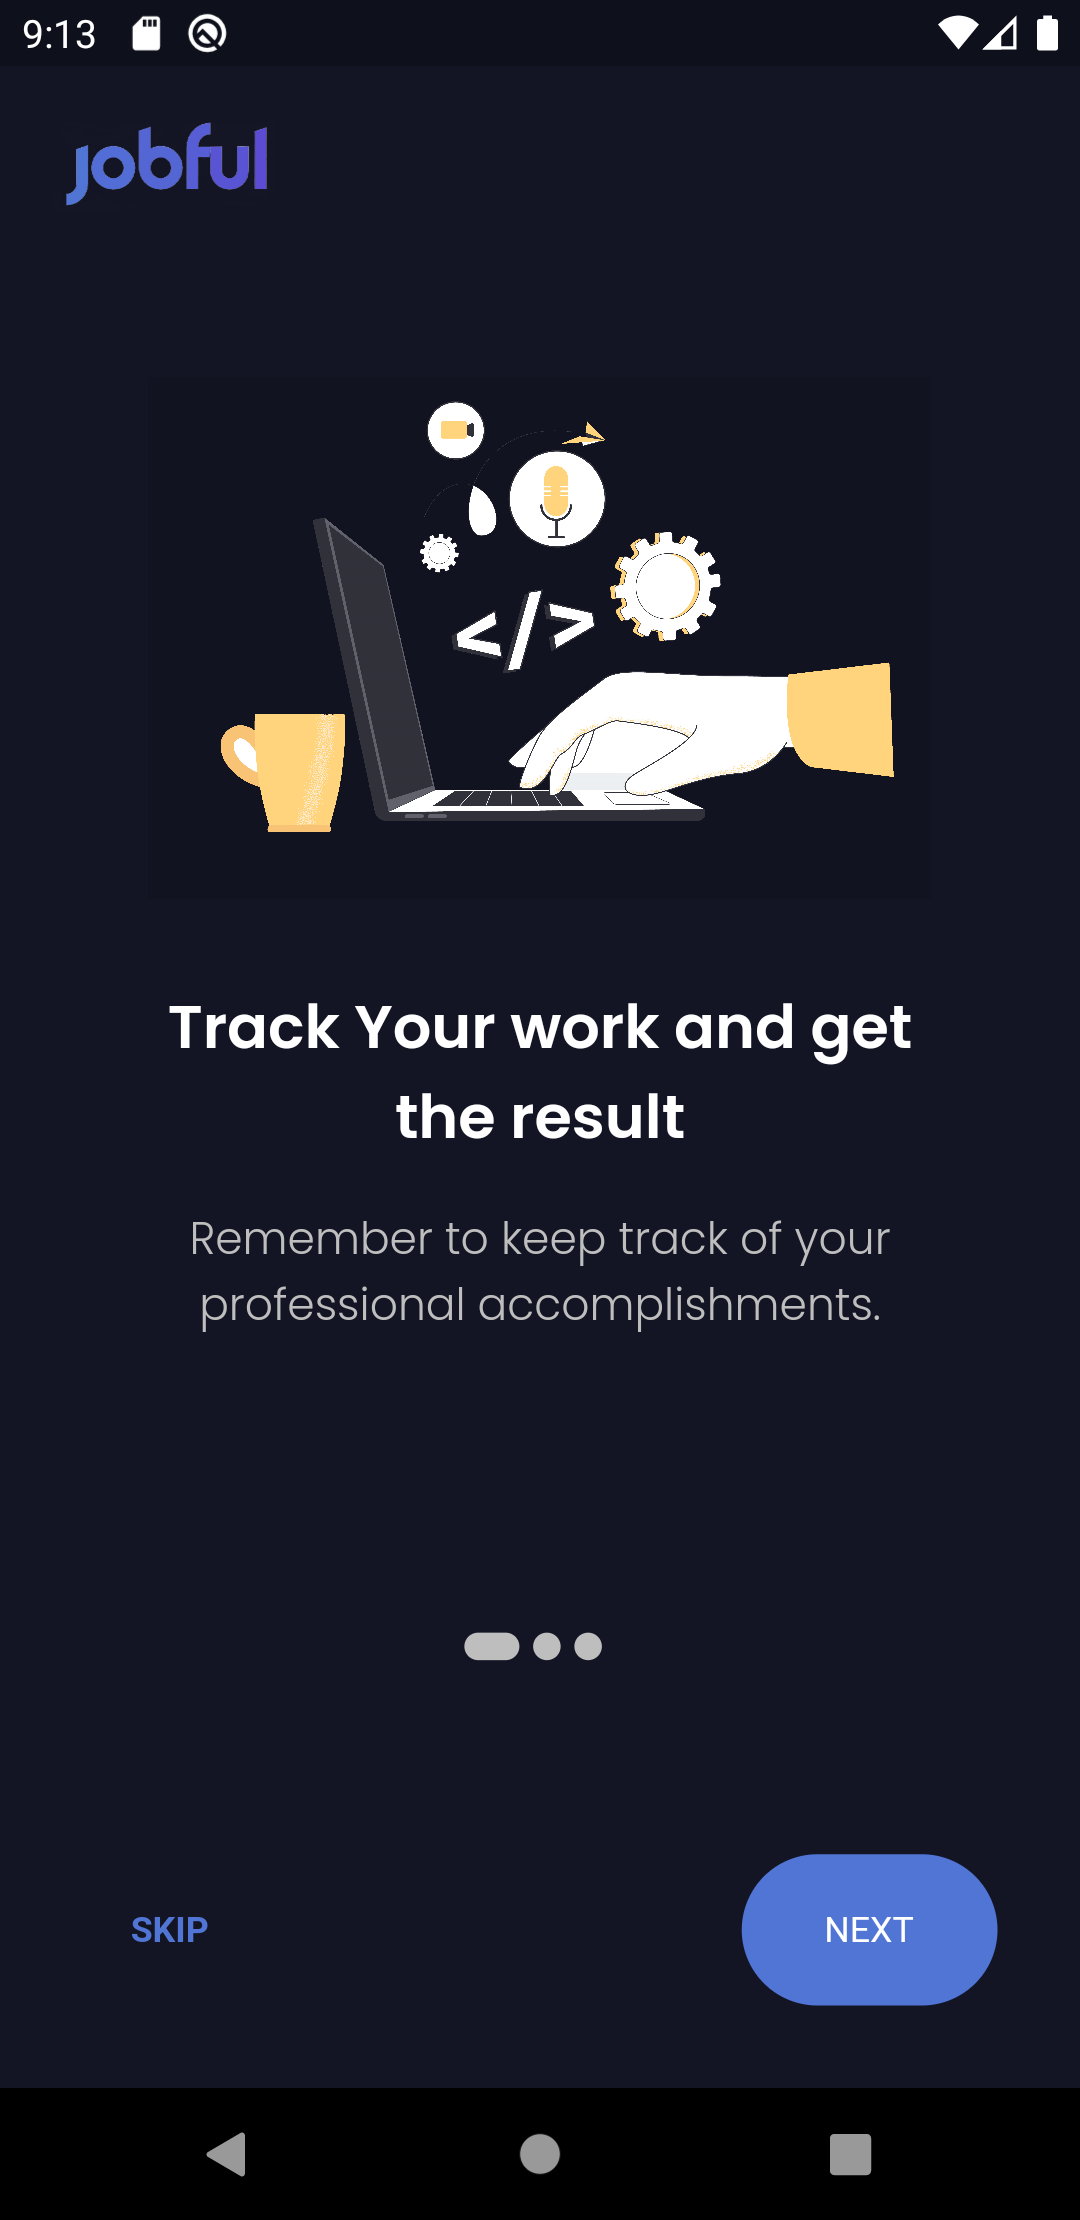 9:13
jobful
</>
Track Your work and get
the result
Remember to keep track of your
professional accomplishments.
SKIP
NEXT